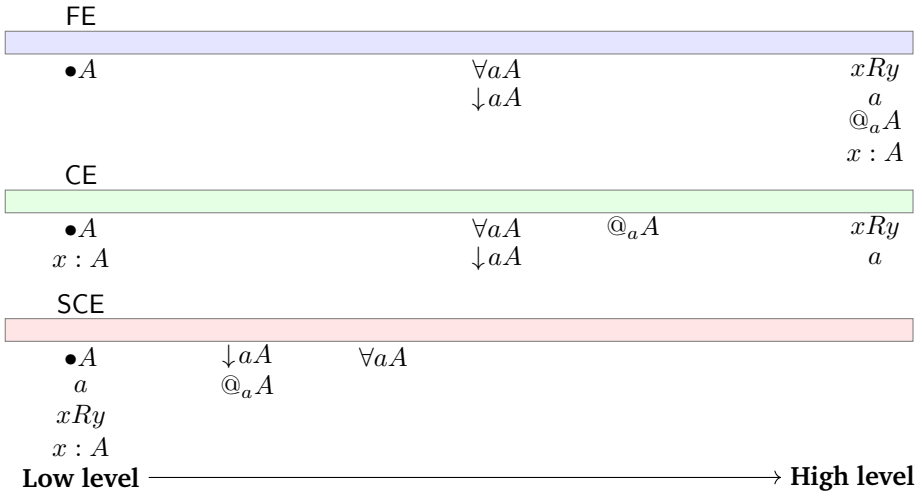 FE
●A ∀aA xRy
↓aA a
@ₐA
x : A
CE
●A ∀aA @ₐA xRy
x : A ↓aA a
SCE
●A ↓aA ∀aA
a @ₐA
xRy
x : A
Low level High level